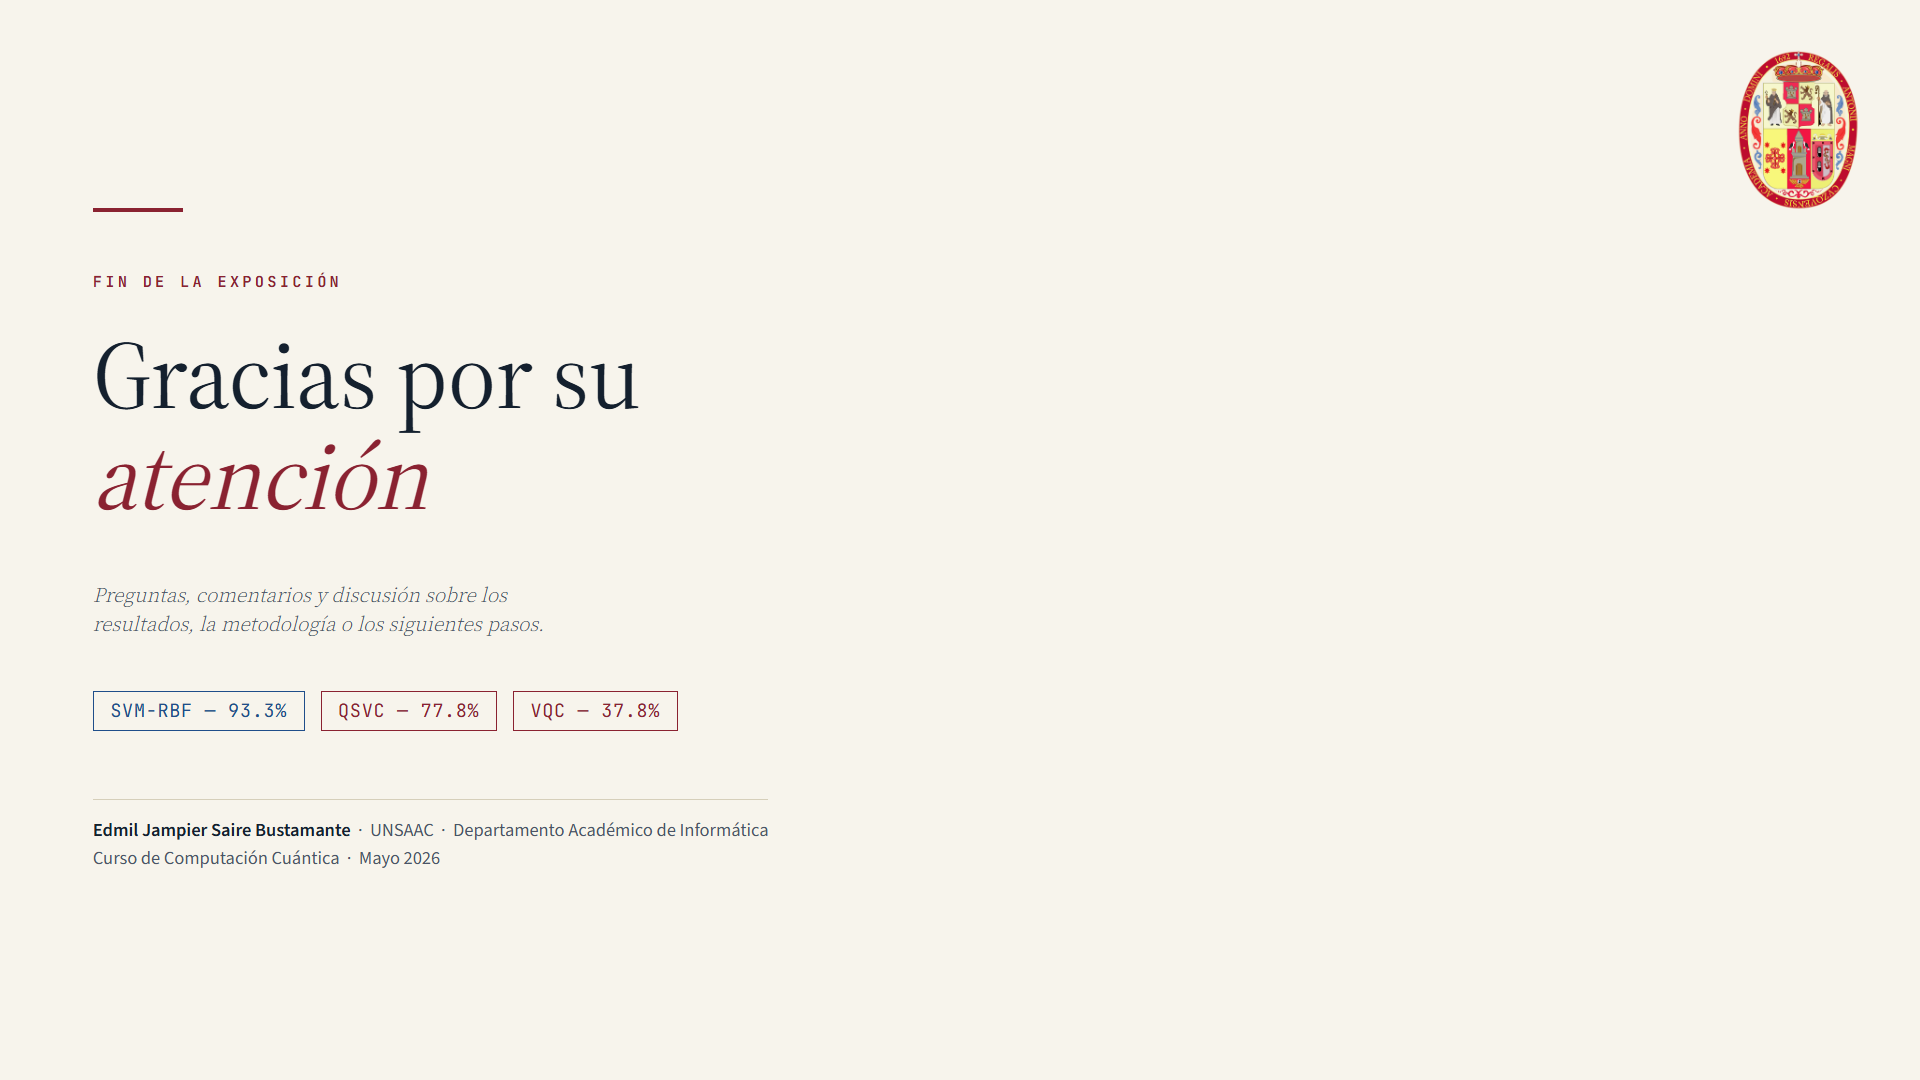 FIN DE LA EXPOSICIÓN
Gracias por su
atención
Preguntas, comentarios y discusión sobre los
resultados, la metodología o los siguientes pasos.
SVM-RBF — 93.3%
QSVC — 77.8%
VQC — 37.8%
Edmil Jampier Saire Bustamante · UNSAAC · Departamento Académico de Informática
Curso de Computación Cuántica · Mayo 2026